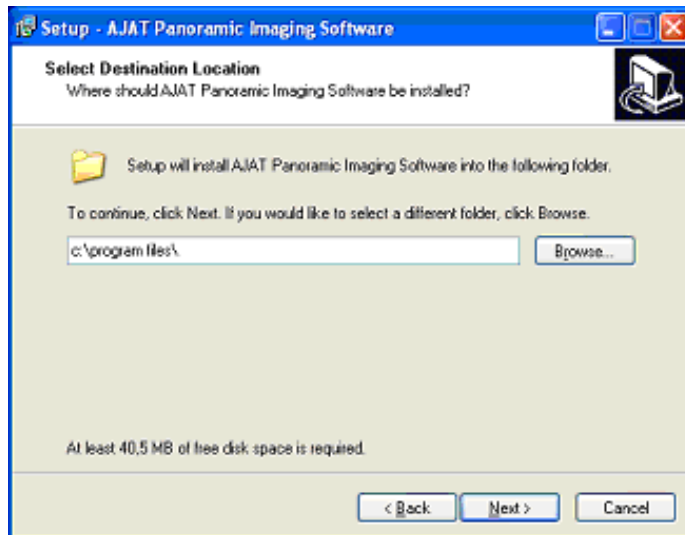 Setup - AJAT Panoramic Imaging Software
Select Destination Location
Where should AJAT Panoramic Imaging Software be installed?
Setup will install AJAT Panoramic Imaging Software into the following folder.
To continue, click Next. If you would like to select a different folder, click Browse.
c:\program files\
Browse...
At least 40,5 MB of free disk space is required.
< Back
Next >
Cancel